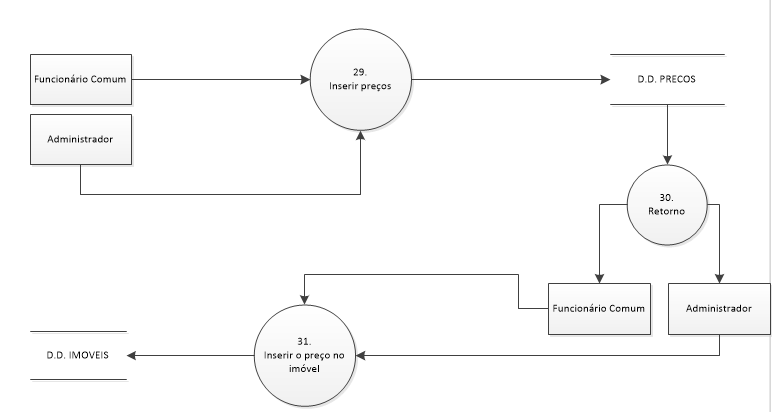 Funcionário Comum
29.
Inserir preços
D.D. PRECOS
Administrador
30.
Retorno
Funcionário Comum
Administrador
31.
Inserir o preço no
imóvel
D.D. IMOVEIS